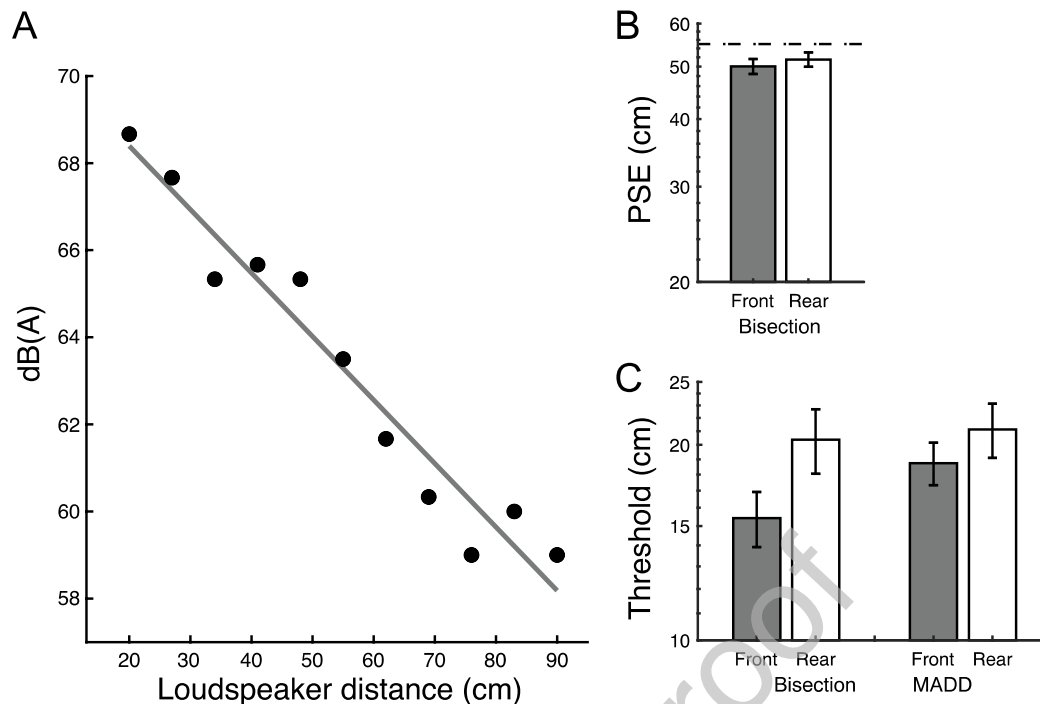 A
70
68
66
64
62
60
58
dB(A)
20 30 40 50 60 70 80 90
Loudspeaker distance (cm)
B
60
50
40
30
20
PSE (cm)
Front Rear
Bisection
C
25
20
15
10
Threshold (cm)
Front Rear Front Rear
Bisection MADD
roof